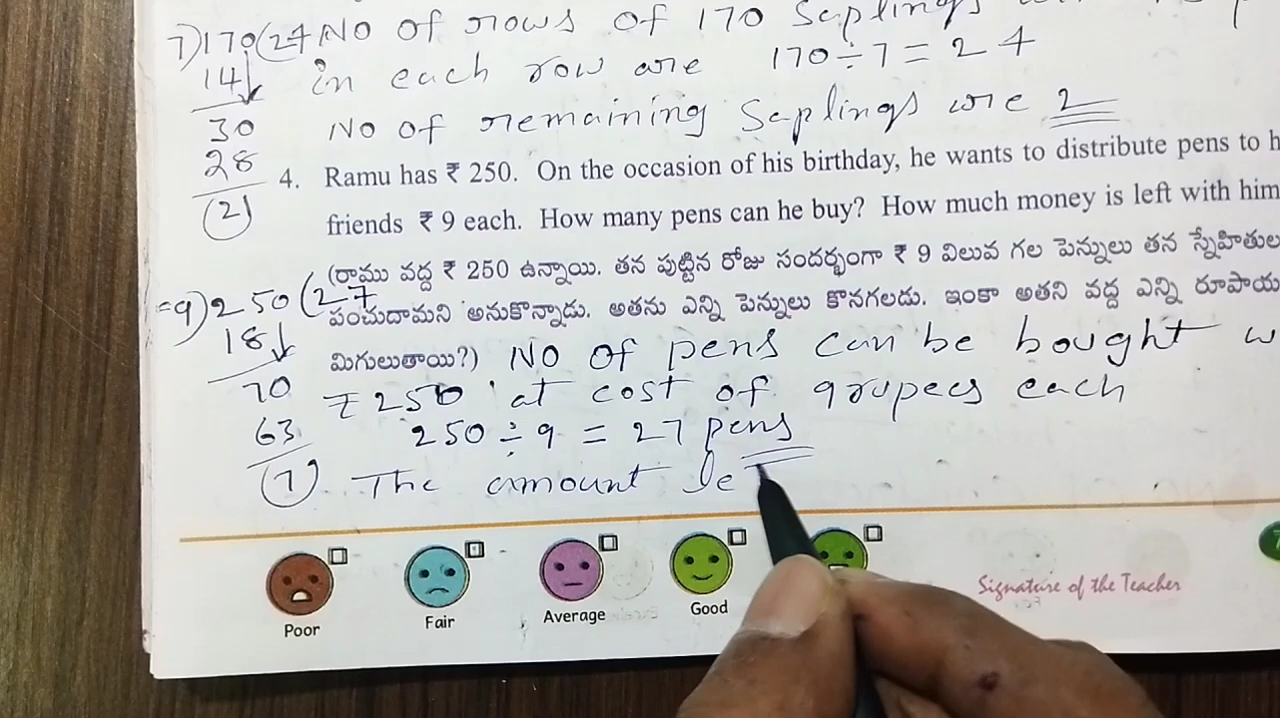 7)170(24 No of rows of 170 Saplings
14 in each row are 170÷7=24
30 No of remaining Saplings are 2
28
(2)
4. Ramu has ₹ 250. On the occasion of his birthday, he wants to distribute pens to h
friends ₹ 9 each. How many pens can he buy? How much money is left with him
(రాము వద్ద ₹ 250 ఉన్నాయి. తన పుట్టిన రోజు సందర్భంగా ₹ 9 విలువ గల పెన్నులు తన స్నేహితుల
=9)250(27 పంచుదామని అనుకొన్నాడు. అతను ఎన్ని పెన్నులు కొనగలడు. ఇంకా అతని వద్ద ఎన్ని రూపాయ
18 మిగులుతాయి?) No of pens can be bought w
70 ₹250 at cost of 9rupees each
63 250÷9=27 pens
(7) The amount le
Poor Fair Average Good
Signature of the Teacher